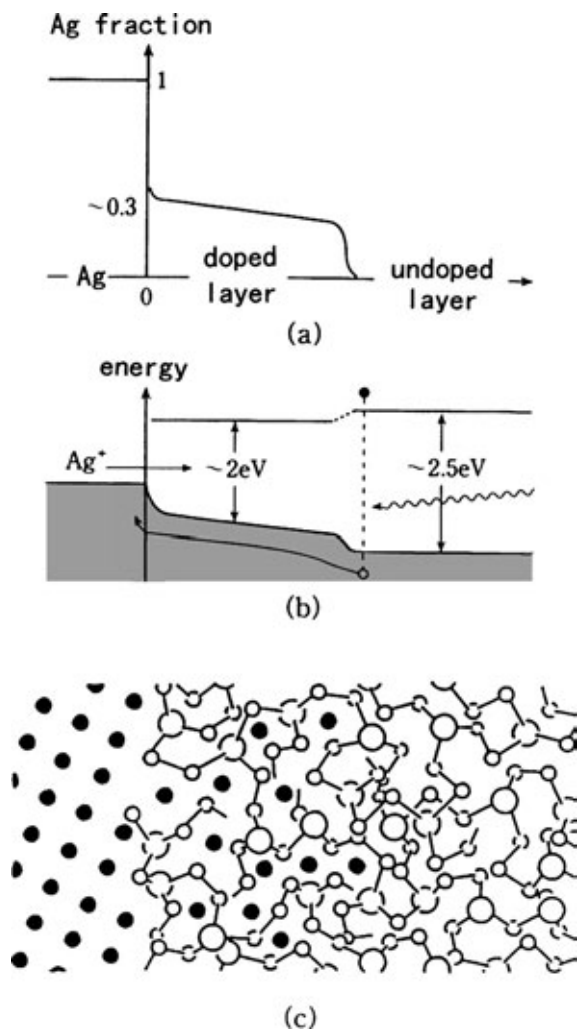 Ag fraction
1
~0.3
Ag
doped
layer
undoped
layer
0
(a)
energy
Ag⁺
~2eV
~2.5eV
(b)
(c)